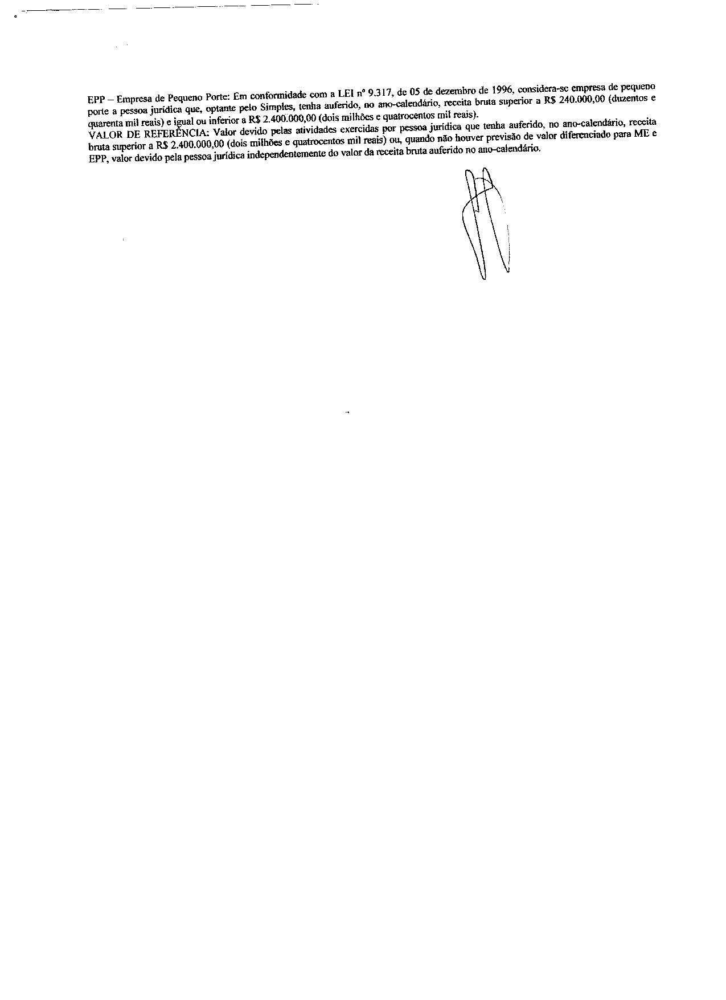 EPP – Empresa de Pequeno Porte: Em conformidade com a LEI nº 9.317, de 05 de dezembro de 1996, considera-se empresa de pequeno
porte a pessoa jurídica que, optante pelo Simples, tenha auferido, no ano-calendário, receita bruta superior a R$ 240.000,00 (duzentos e
quarenta mil reais) e igual ou inferior a R$ 2.400.000,00 (dois milhões e quatrocentos mil reais).
VALOR DE REFERÊNCIA: Valor devido pelas atividades exercidas por pessoa jurídica que tenha auferido, no ano-calendário, receita
bruta superior a R$ 2.400.000,00 (dois milhões e quatrocentos mil reais) ou, quando não houver previsão de valor diferenciado para ME e
EPP, valor devido pela pessoa jurídica independentemente do valor da receita bruta auferido no ano-calendário.